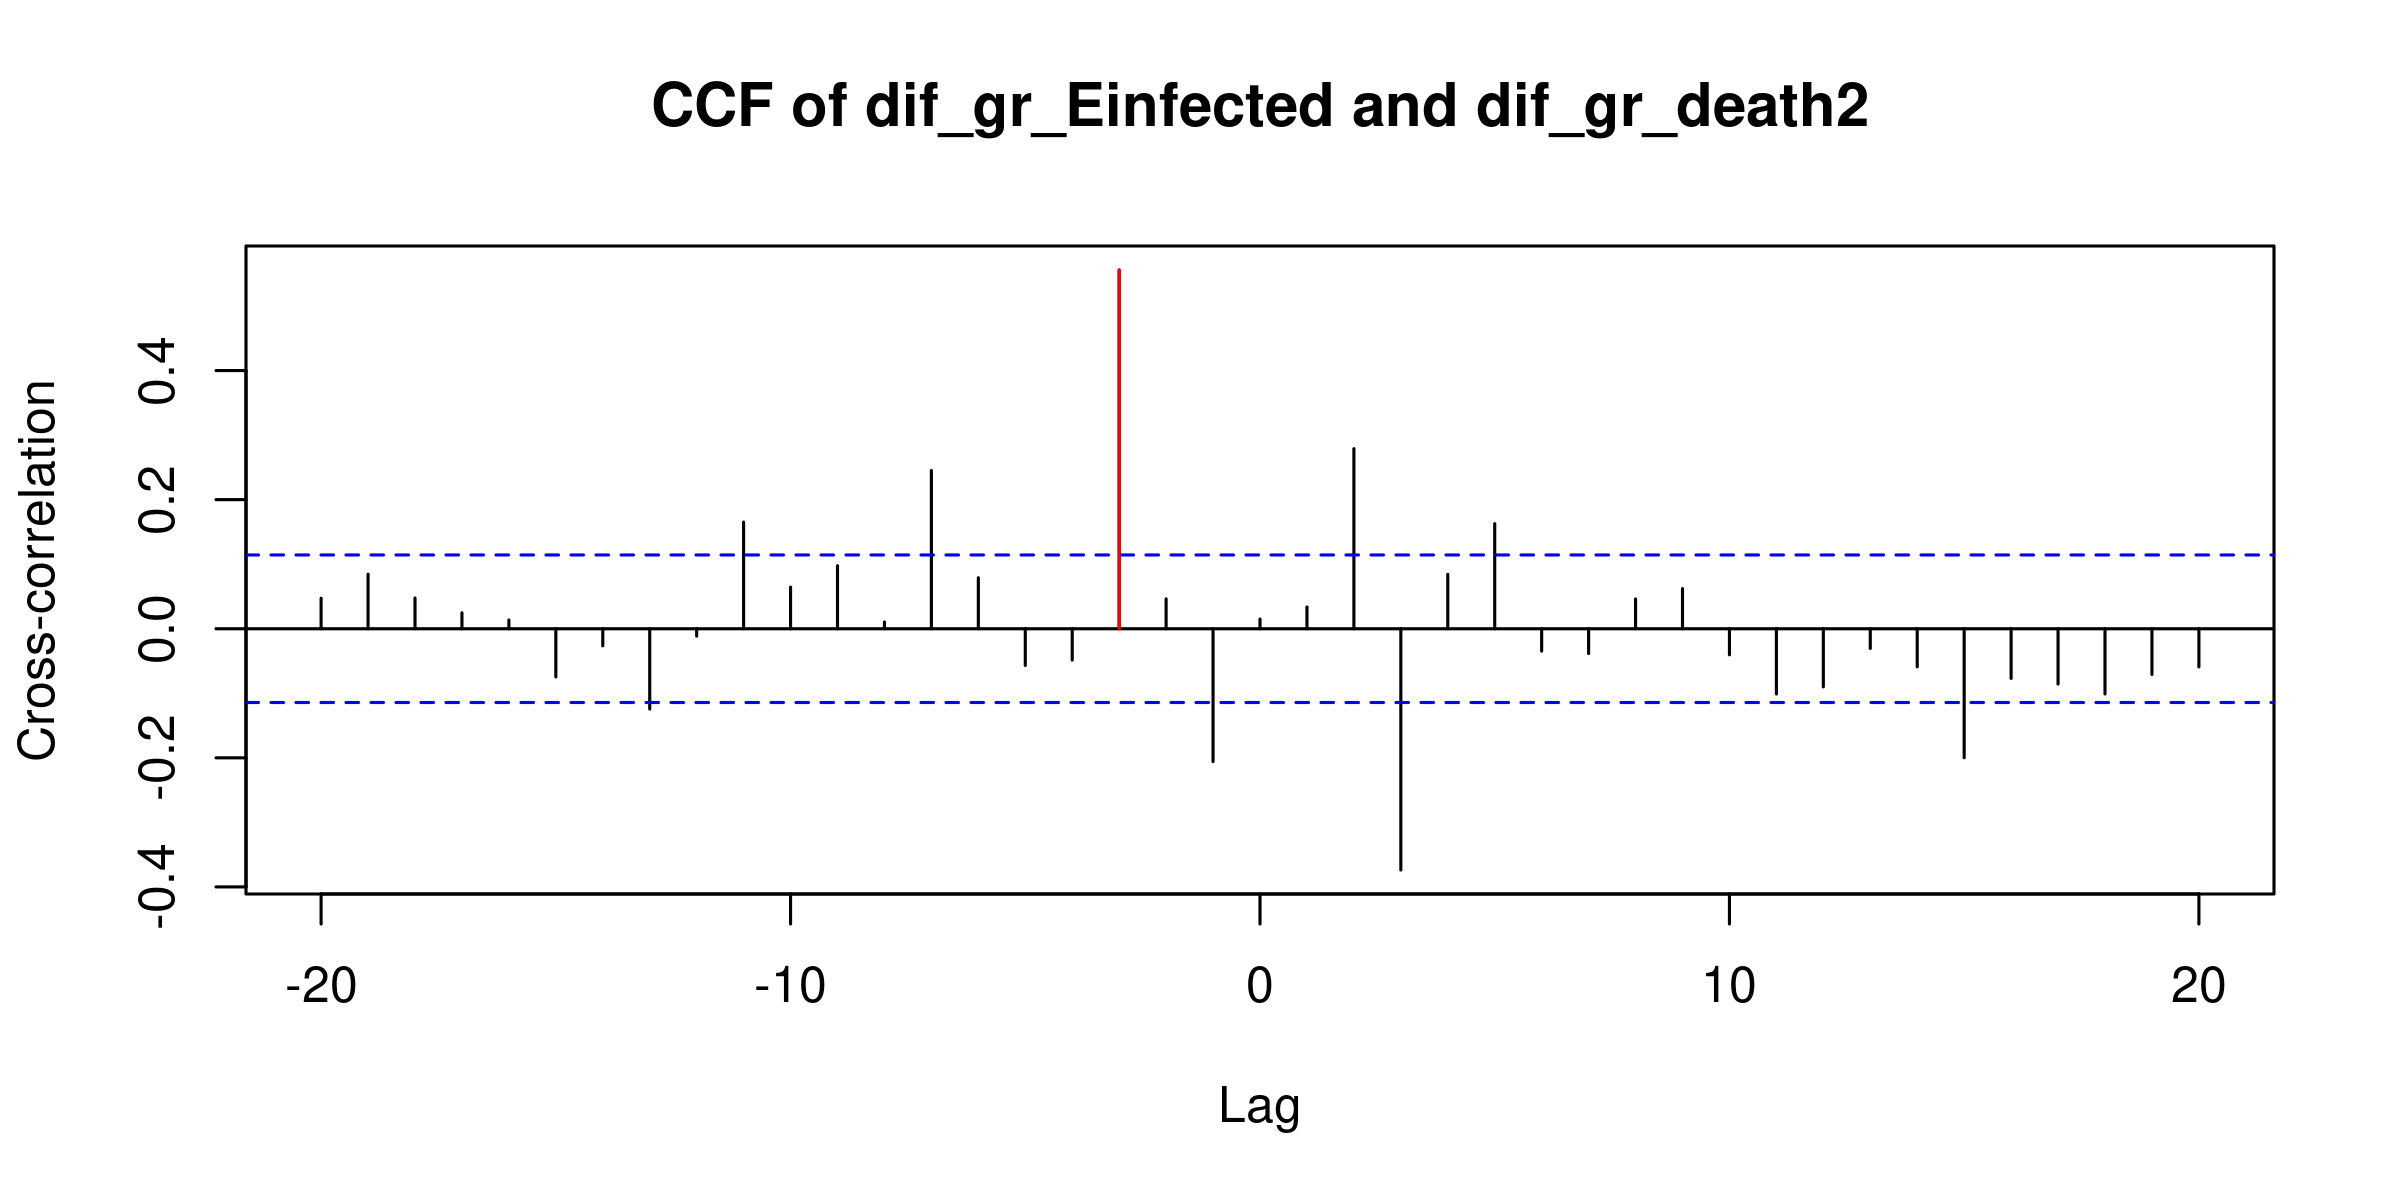 CCF of dif_gr_Einfected and dif_gr_death2
Cross-correlation
0.4
0.2
0.0
-0.2
-0.4
-20 -10 0 10 20
Lag